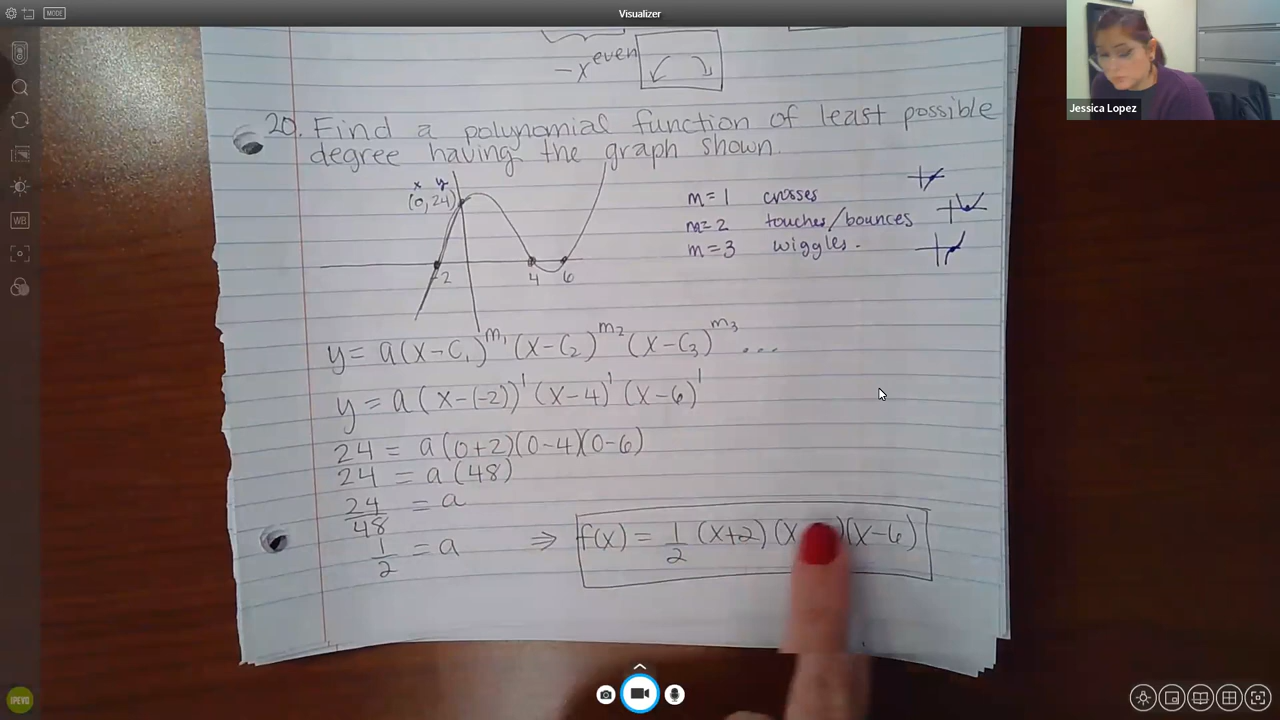 MODE
Visualizer
Jessica Lopez
-x^even
20. Find a polynomial function of least possible
degree having the graph shown.
x y
(0, 24)
-2
4
6
m=1 crosses
m=2 touches/bounces
m=3 wiggles.
y= a(x-c₁)^m₁ (x-c₂)^m₂ (x-c₃)^m₃ ...
y = a(x-(-2))^1 (x-4)^1 (x-6)^1
24 = a(0+2)(0-4)(0-6)
24 = a(48)
24/48 = a
1/2 = a ⇒ f(x) = 1/2 (x+2)(x (x-6)
WB
IPEVO